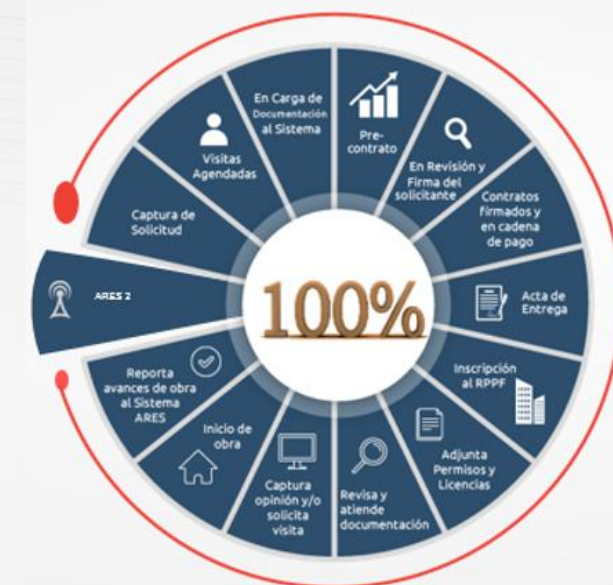 ARES 2
Captura de
Solicitud
Visitas
Agendadas
En Carga de
Documentación
al Sistema
Pre-
contrato
En Revisión y
Firma del
solicitante
Contratos
firmados y
en cadena
de pago
Acta de
Entrega
Inscripción
al RPPF
Adjunta
Permisos y
Licencias
Revisa y
atiende
documentación
Captura
opinión y/o
solicita
visita
Inicio de
obra
Reporta
avances de obra
al Sistema
ARES
100%